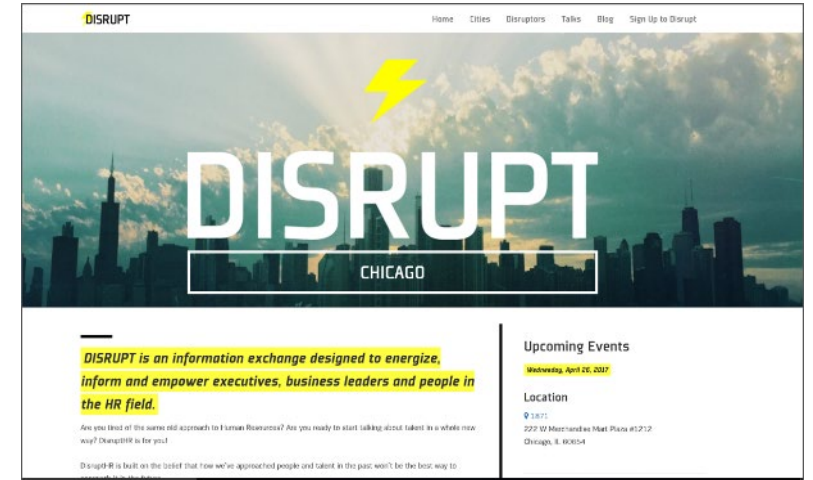 DISRUPT
Home Cities Disruptors Talks Blog Sign Up to Disrupt
DISRUPT
CHICAGO
DISRUPT is an information exchange designed to energize,
inform and empower executives, business leaders and people in
the HR field.
Are you tired of the same old approach to Human Resources? Are you ready to start talking about talent in a whole new
way? DisruptHR is for you!
DisruptHR is built on the belief that how we've approached people and talent in the past won't be the best way to
approach it in the future.
Upcoming Events
Wednesday, April 26, 2017
Location
1871
222 W Merchandise Mart Plaza #1212
Chicago, IL 60654